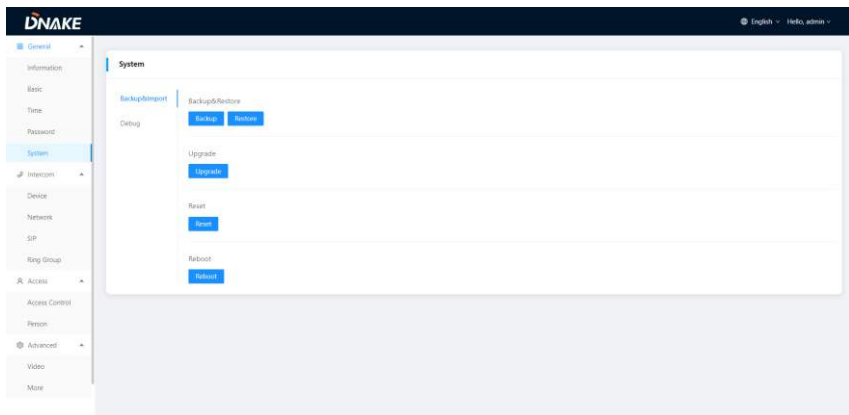 DNAKE
English
Hello, admin
General
Information
Basic
Time
Password
System
Intercom
Device
Network
SIP
Ring Group
Access
Access Control
Person
Advanced
Video
More
System
Backup&Import
Debug
Backup&Restore
Backup Restore
Upgrade
Upgrade
Reset
Reset
Reboot
Reboot